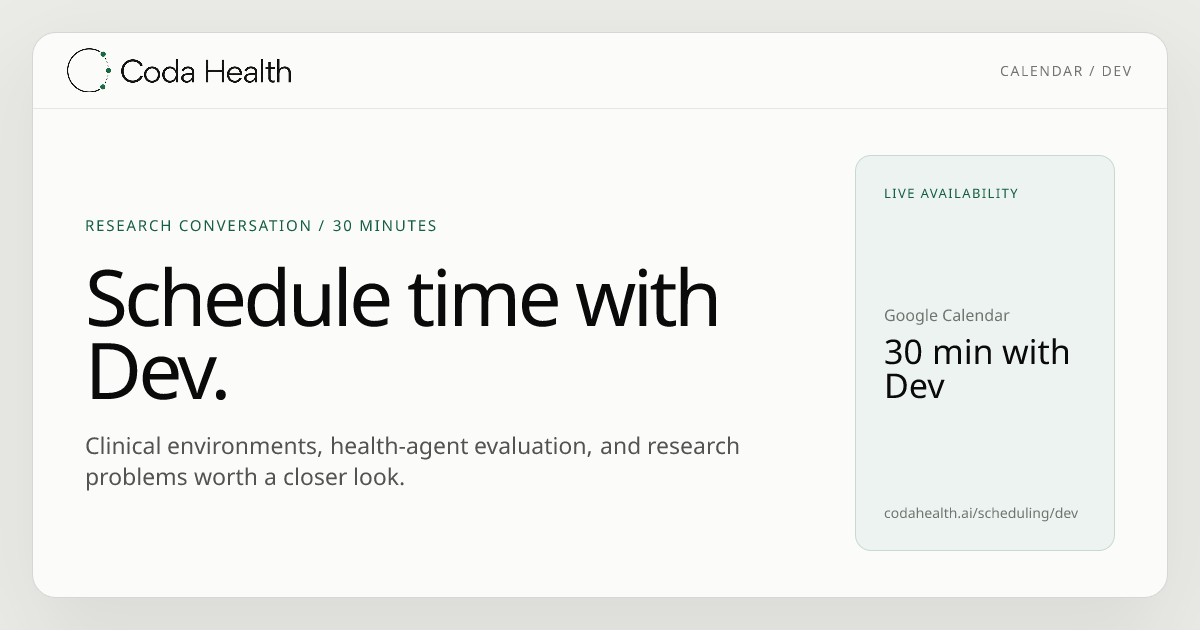 Coda Health
CALENDAR / DEV
RESEARCH CONVERSATION / 30 MINUTES
Schedule time with
Dev.
Clinical environments, health-agent evaluation, and research
problems worth a closer look.
LIVE AVAILABILITY
Google Calendar
30 min with
Dev
codahealth.ai/scheduling/dev